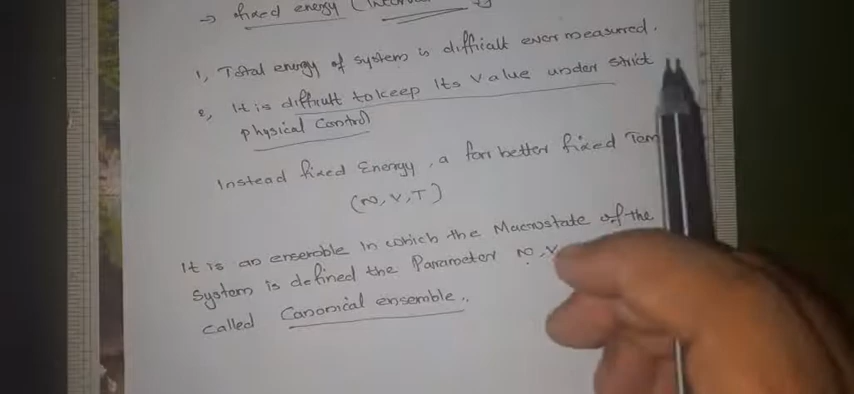 → fixed energy (
1, Total energy of system is difficult ever measured.
2, It is difficult to keep Its value under strict
physical Control
Instead fixed Energy, a far better fixed Tem
(N, V, T)
It is an ensemble In which the Macrostate of the
System is defined the Parameter N, V
called Canonical ensemble..